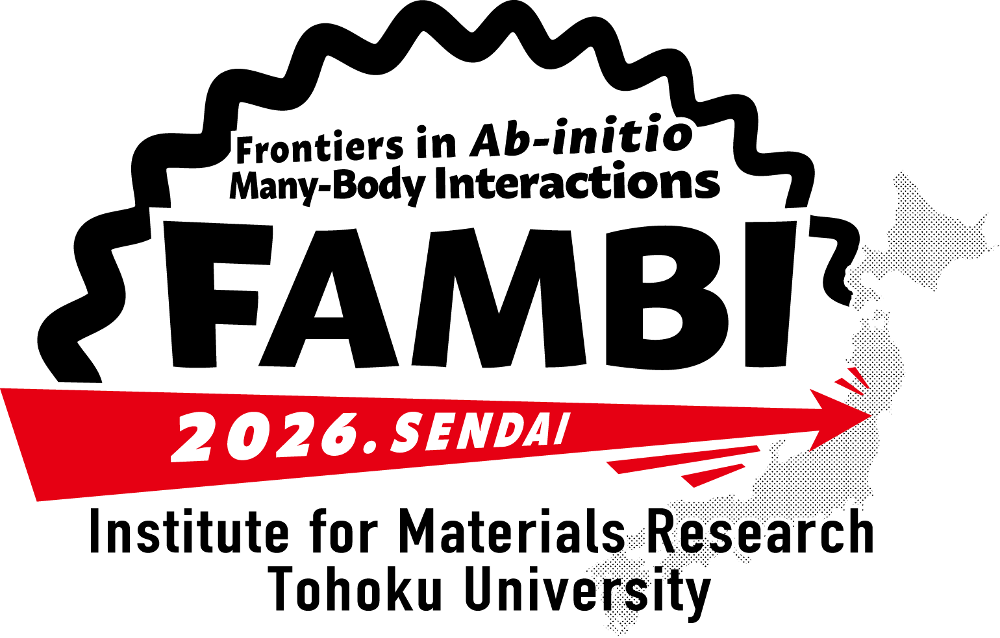 Frontiers in Ab-initio
Many-Body Interactions
FAMBI
2026.SENDAI
Institute for Materials Research
Tohoku University